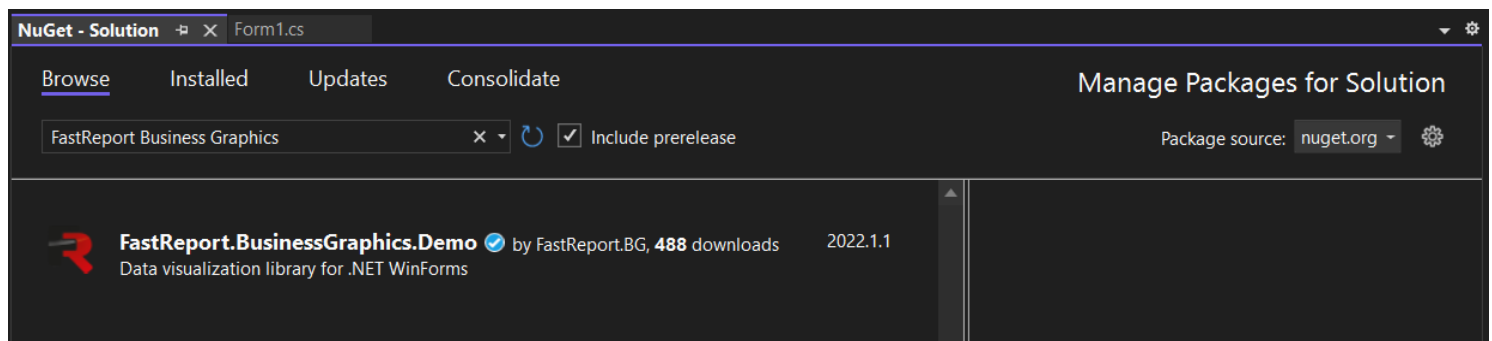 NuGet - Solution Form1.cs
Browse Installed Updates Consolidate Manage Packages for Solution
FastReport Business Graphics Include prerelease Package source: nuget.org
FastReport.BusinessGraphics.Demo by FastReport.BG, 488 downloads 2022.1.1
Data visualization library for .NET WinForms